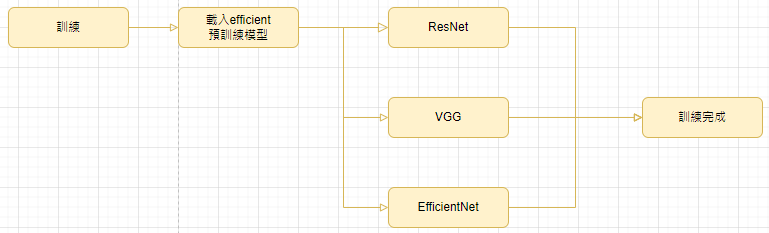 訓練
載入efficient
預訓練模型
ResNet
VGG
訓練完成
EfficientNet